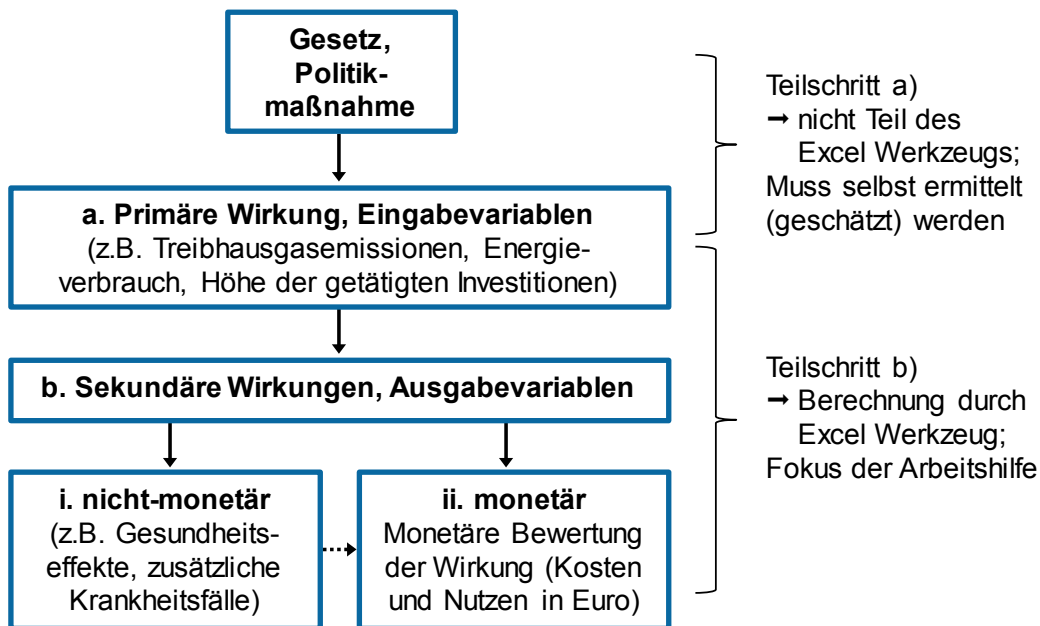 Gesetz,
Politik-
maßnahme
Teilschritt a)
→ nicht Teil des
Excel Werkzeugs;
Muss selbst ermittelt
(geschätzt) werden
a. Primäre Wirkung, Eingabevariablen
(z.B. Treibhausgasemissionen, Energie-
verbrauch, Höhe der getätigten Investitionen)
b. Sekundäre Wirkungen, Ausgabevariablen
Teilschritt b)
→ Berechnung durch
Excel Werkzeug;
Fokus der Arbeitshilfe
i. nicht-monetär
(z.B. Gesundheits-
effekte, zusätzliche
Krankheitsfälle)
ii. monetär
Monetäre Bewertung
der Wirkung (Kosten
und Nutzen in Euro)